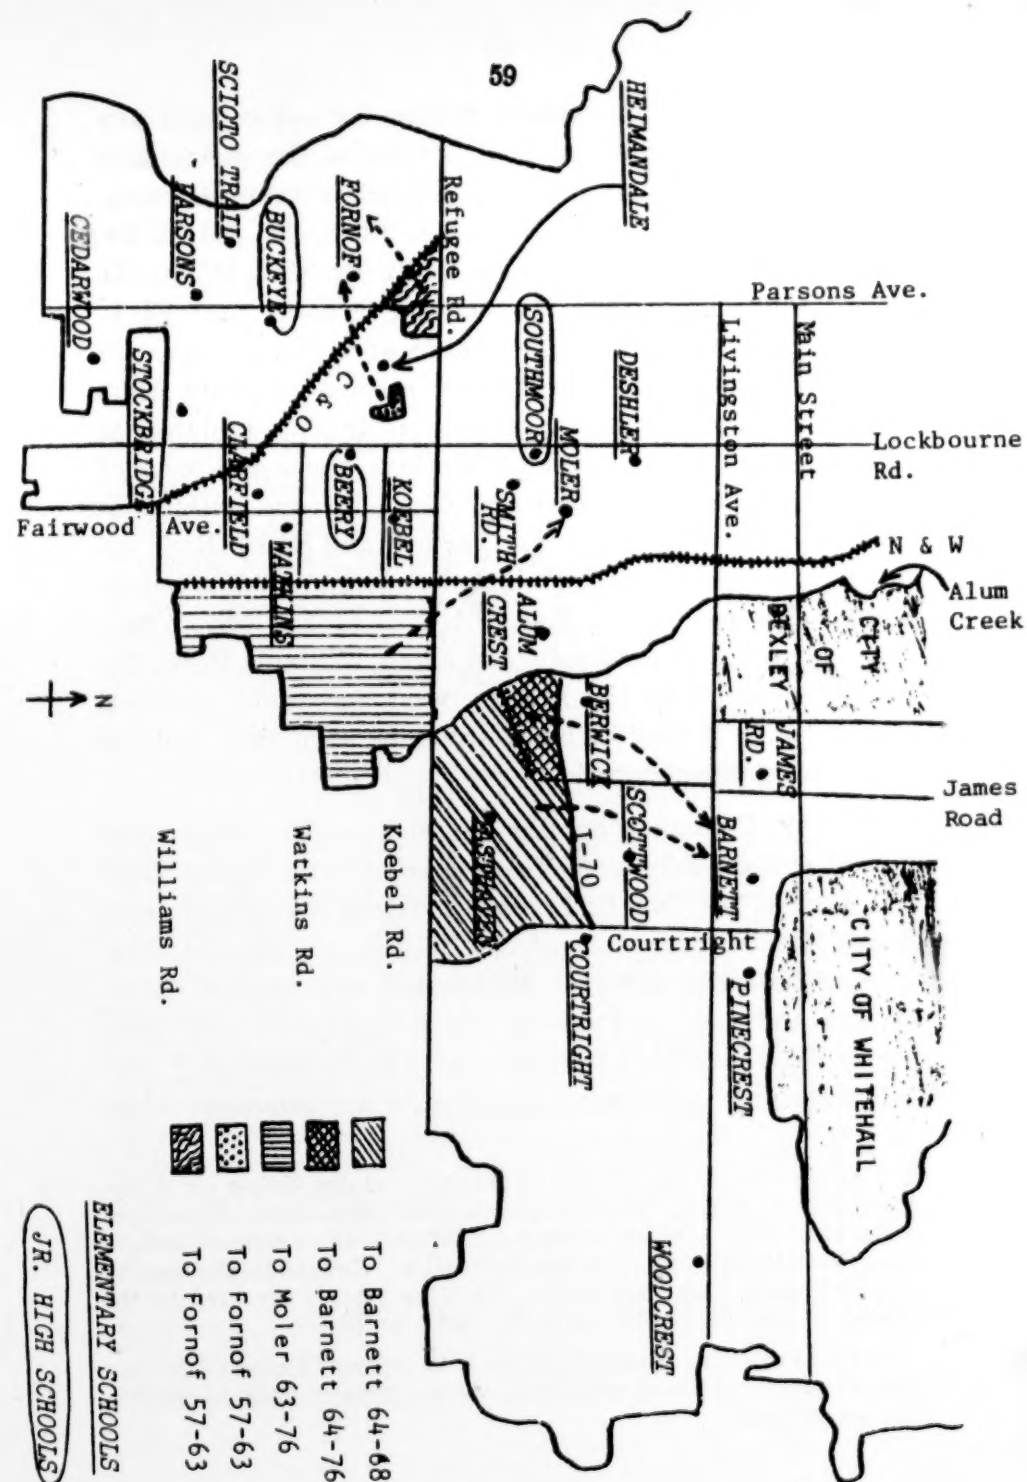 59
HEIMANDALE
SCIOTO TRAIL
PARSONS
CEDARWOOD
BUCKEYE
FORNOF
Refugee Rd.
Parsons Ave.
STOCKBRIDGE
C & O
SOUTHMOOR
DESHLER
Livingston Ave.
Main Street
Lockbourne
Rd.
CLARFIELD
BEERY
KOEBEL
MOLER
SMITH
RD.
Fairwood Ave.
WATKINS
N & W
Alum
Creek
ALUM
CREST
CITY
OF
BEXLEY
N
BERWICK
JAMES
RD.
James
Road
SCOTTWOOD
BARNETT
EASTHAVEN
I-70
Williams Rd.
Watkins Rd.
Koebel Rd.
Courtright
COURTRIGHT
PINECREST
CITY OF WHITEHALL
WOODCREST
To Barnett 64-68
To Barnett 64-76
To Moler 63-76
To Fornof 57-63
To Fornof 57-63
ELEMENTARY SCHOOLS
JR. HIGH SCHOOLS